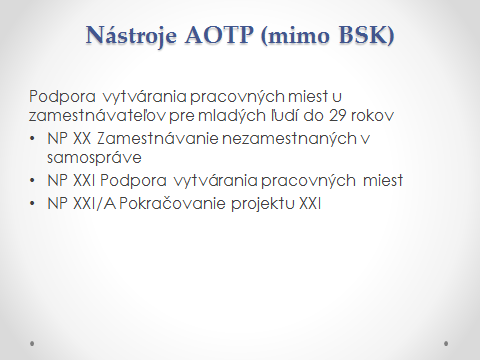 Nástroje AOTP (mimo BSK)
Podpora vytvárania pracovných miest u
zamestnávateľov pre mladých ľudí do 29 rokov
• NP XX Zamestnávanie nezamestnaných v
samospráve
• NP XXI Podpora vytvárania pracovných miest
• NP XXI/A Pokračovanie projektu XXI